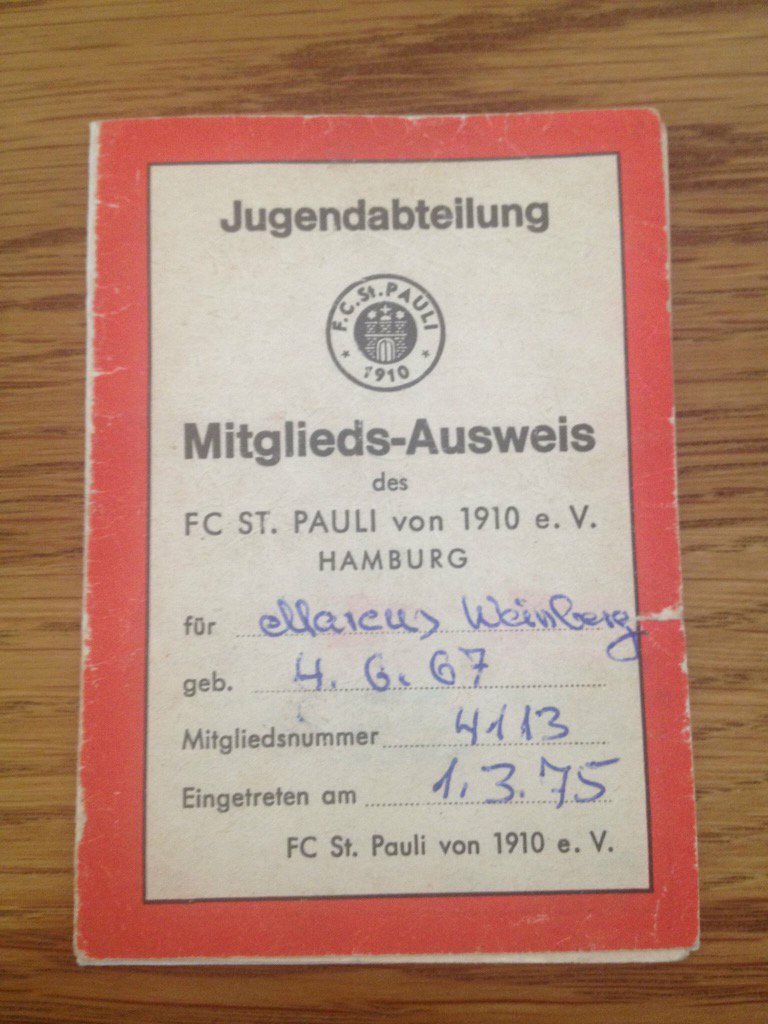 Jugendabteilung
F.C. St. PAULI
1910
Mitglieds-Ausweis
des
FC ST. PAULI von 1910 e. V.
HAMBURG
für Marcus Weinberg
geb. 4. 6. 67
Mitgliedsnummer 4113
Eingetreten am 1. 3. 75
FC St. Pauli von 1910 e. V.